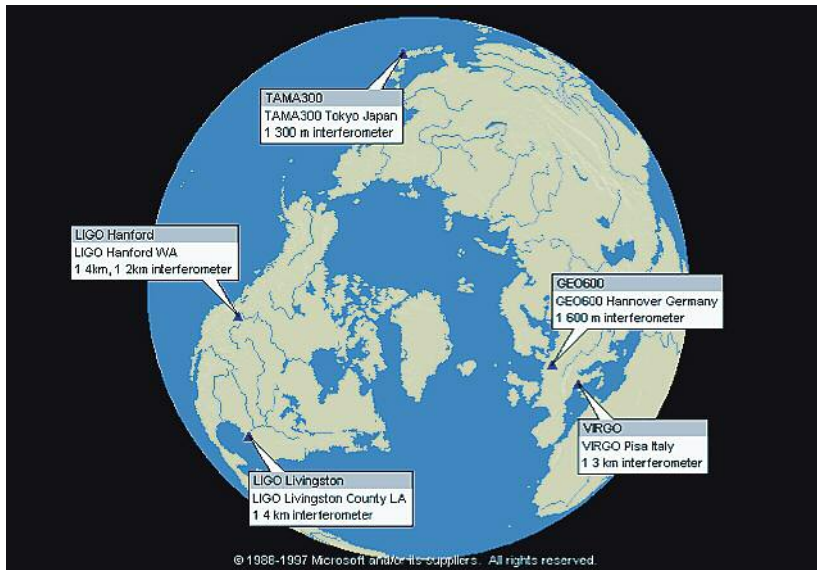 TAMA300
TAMA300 Tokyo Japan
1 300 m interferometer
LIGO Hanford
LIGO Hanford WA
1 4km, 1 2km interferometer
GEO600
GEO600 Hannover Germany
1 600 m interferometer
VIRGO
VIRGO Pisa Italy
1 3 km interferometer
LIGO Livingston
LIGO Livingston County LA
1 4 km interferometer
© 1988-1997 Microsoft and/or its suppliers. All rights reserved.